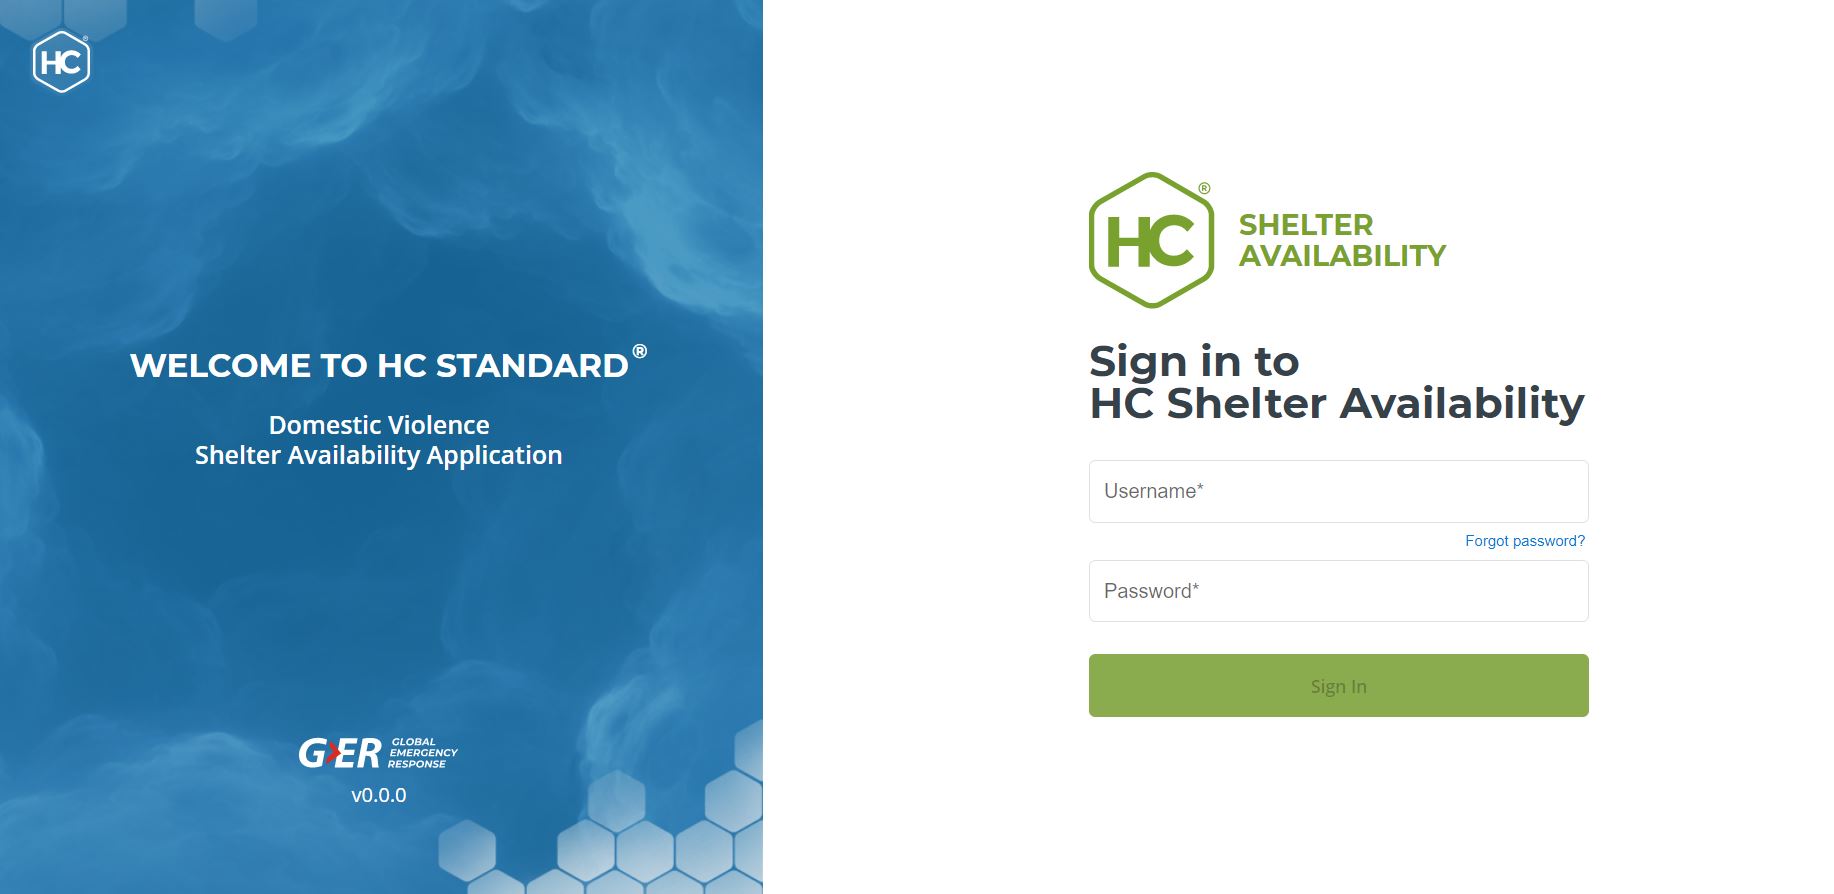 HC®
WELCOME TO HC STANDARD®
Domestic Violence
Shelter Availability Application
G>ER GLOBAL
EMERGENCY
RESPONSE
v0.0.0
HC®
SHELTER
AVAILABILITY
Sign in to
HC Shelter Availability
Username*
Forgot password?
Password*
Sign In